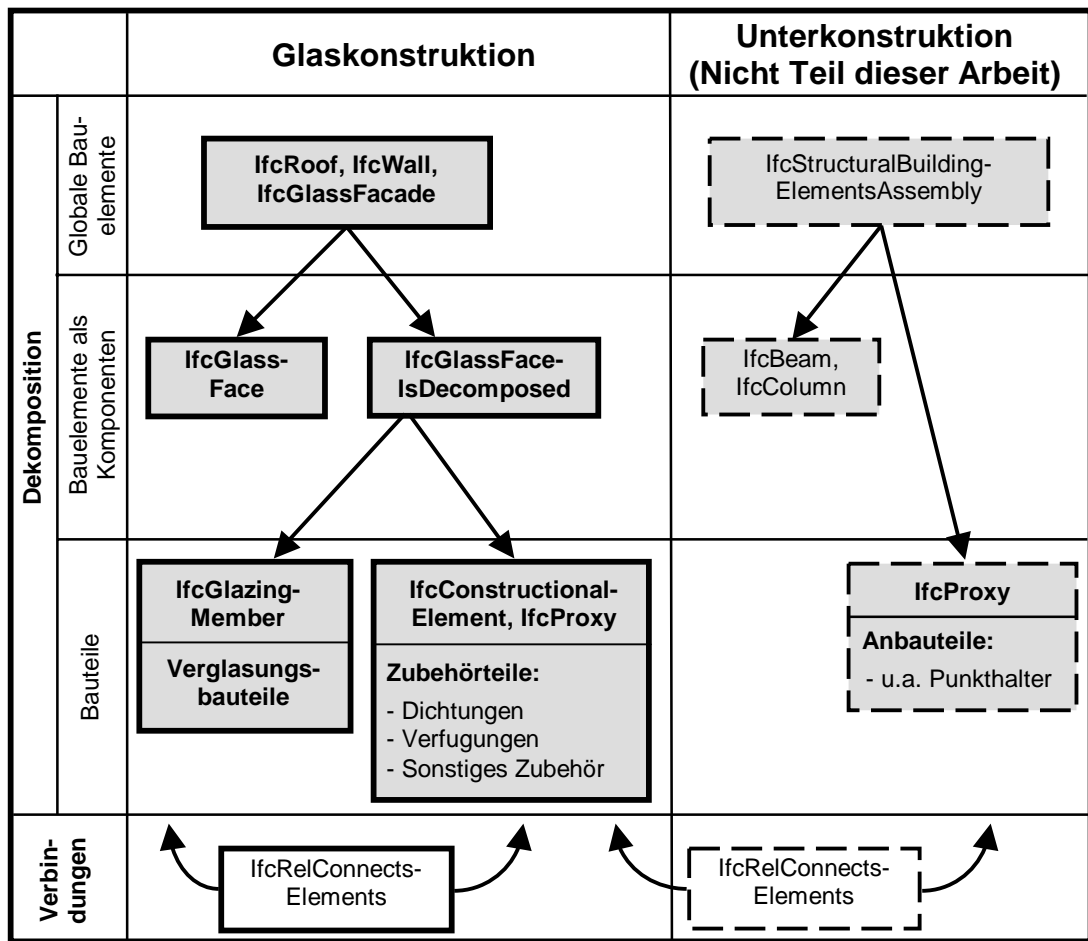 Glaskonstruktion
Unterkonstruktion
(Nicht Teil dieser Arbeit)
Dekomposition
Globale Bau-
elemente
IfcRoof, IfcWall,
IfcGlassFacade
IfcStructuralBuilding-
ElementsAssembly
Bauelemente als
Komponenten
IfcGlass-
Face
IfcGlassFace-
IsDecomposed
IfcBeam,
IfcColumn
Bauteile
IfcGlazing-
Member
Verglasungs-
bauteile
IfcConstructional-
Element, IfcProxy
Zubehörteile:
- Dichtungen
- Verfugungen
- Sonstiges Zubehör
IfcProxy
Anbauteile:
- u.a. Punkthalter
Verbin-
dungen
IfcRelConnects-
Elements
IfcRelConnects-
Elements